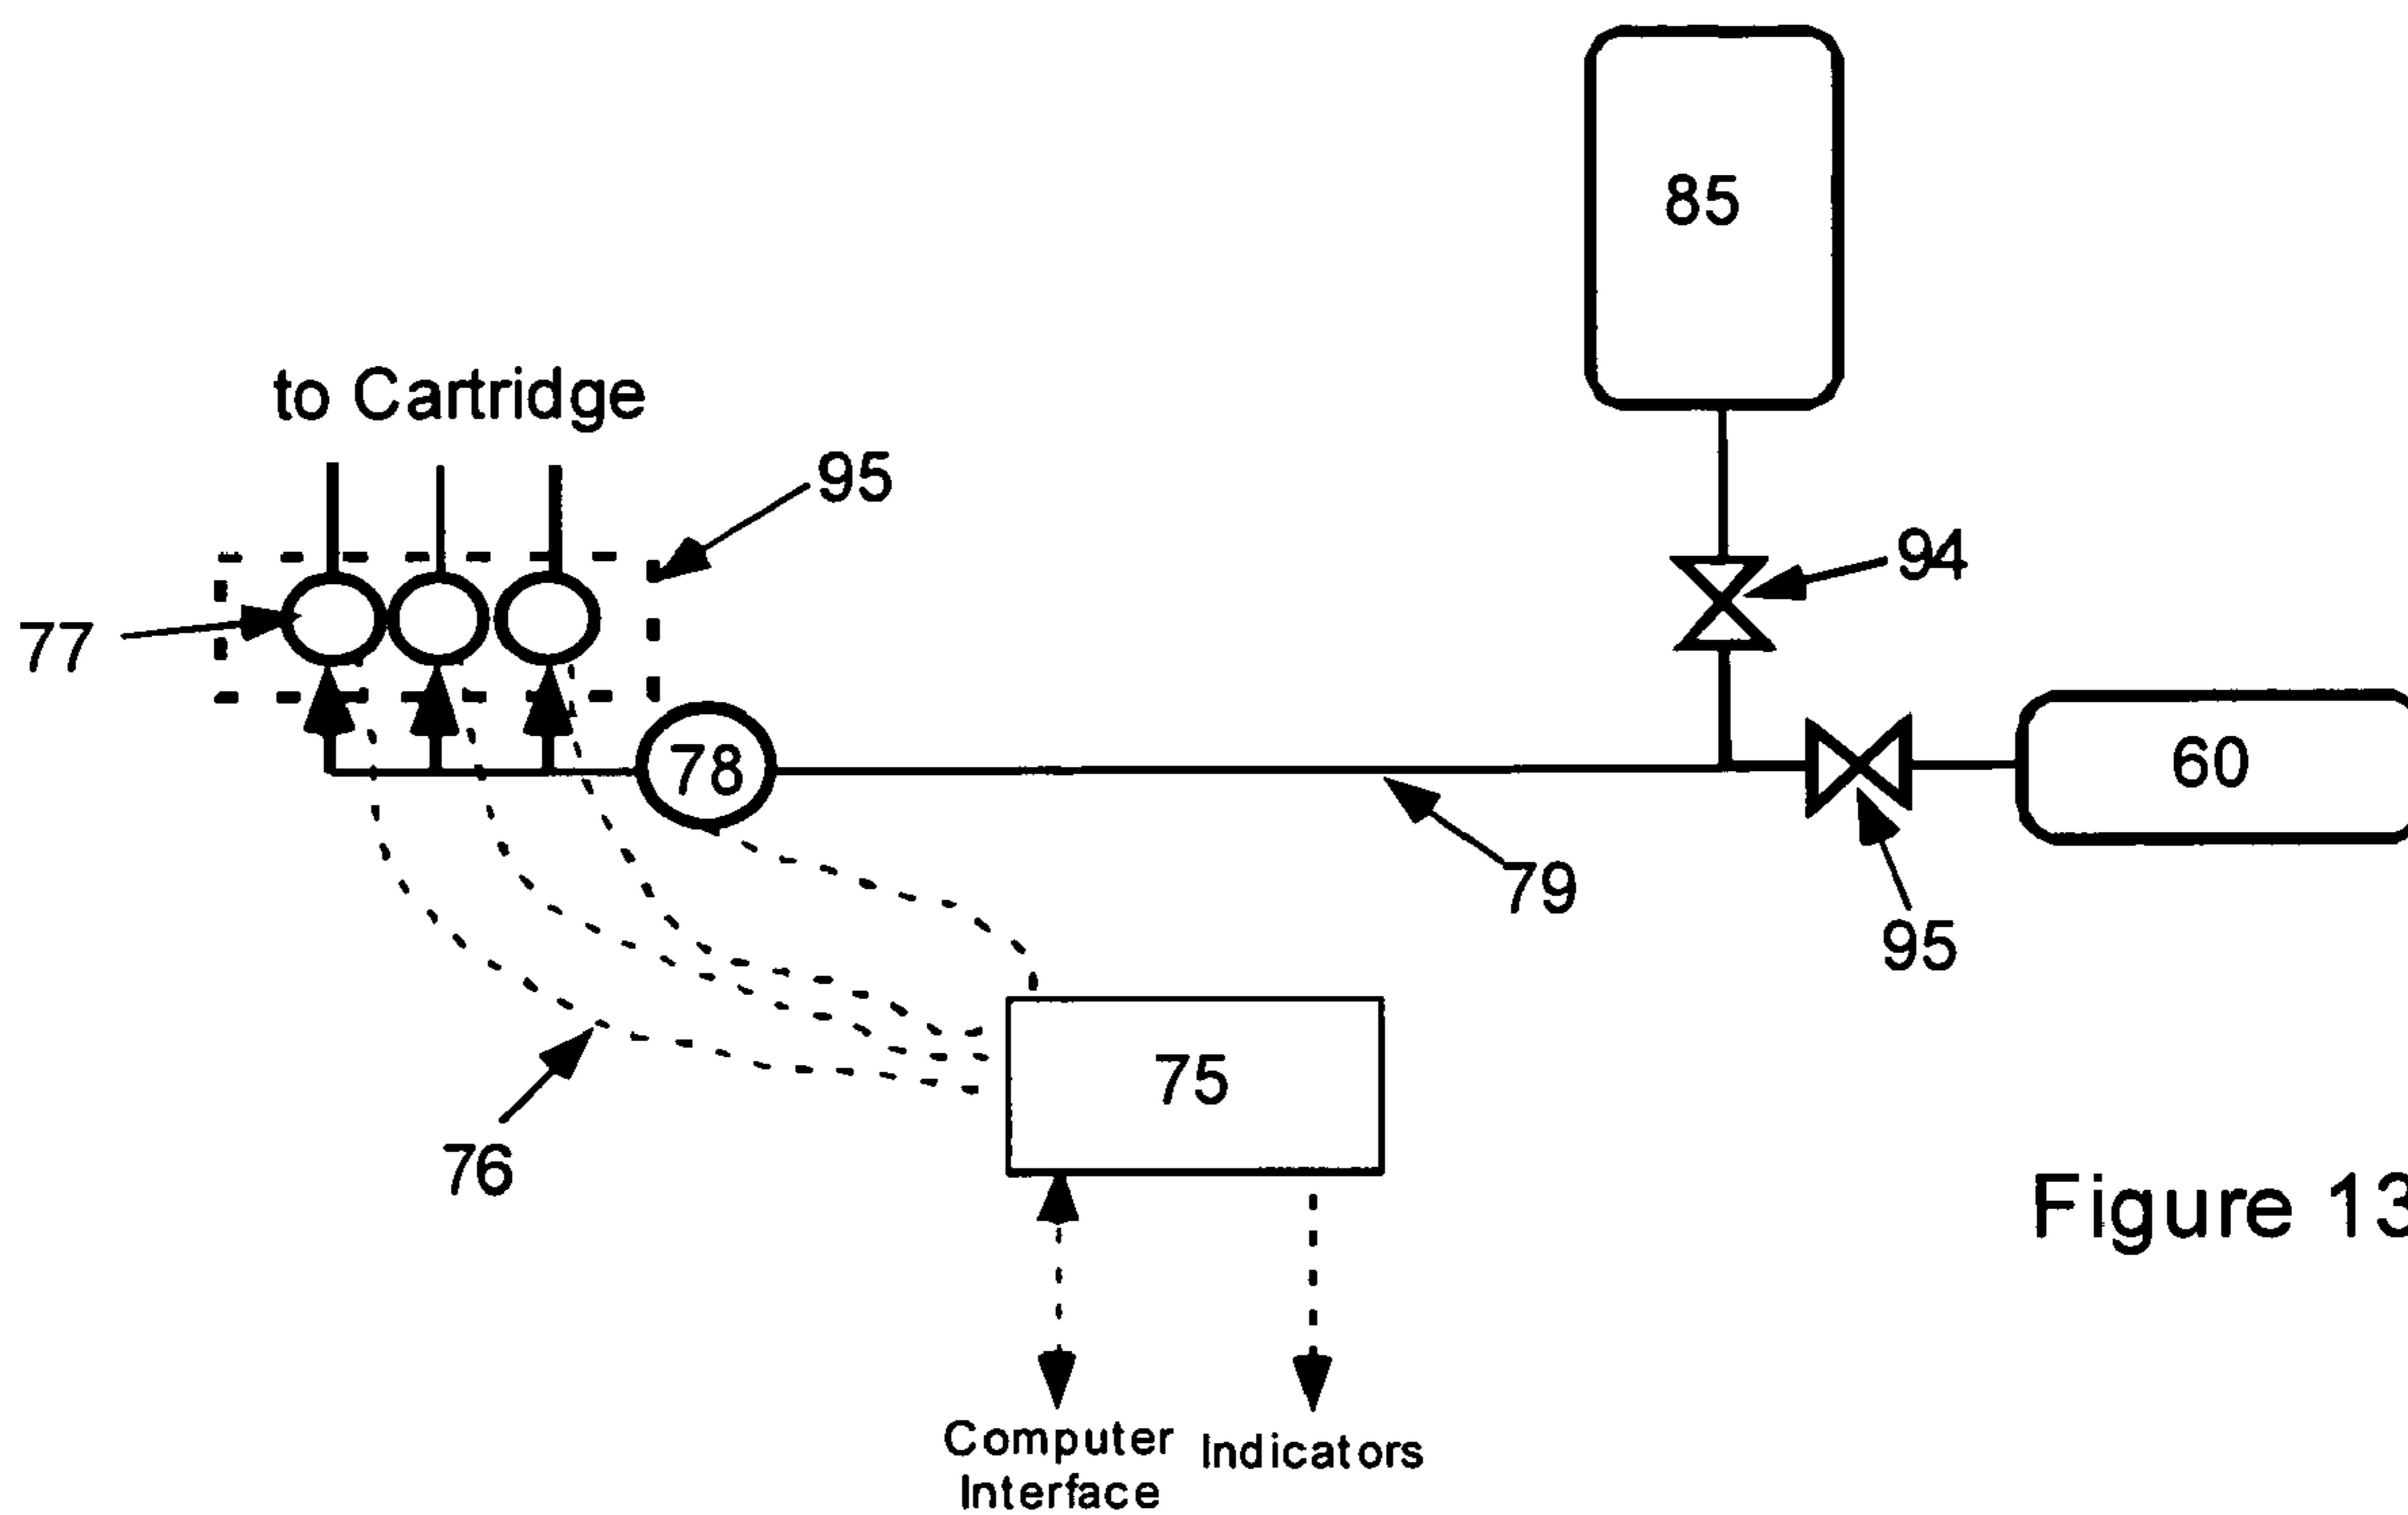 85
to Cartridge
95
94
77
78
60
79
95
75
76
Figure 13
Computer
Interface
Indicators